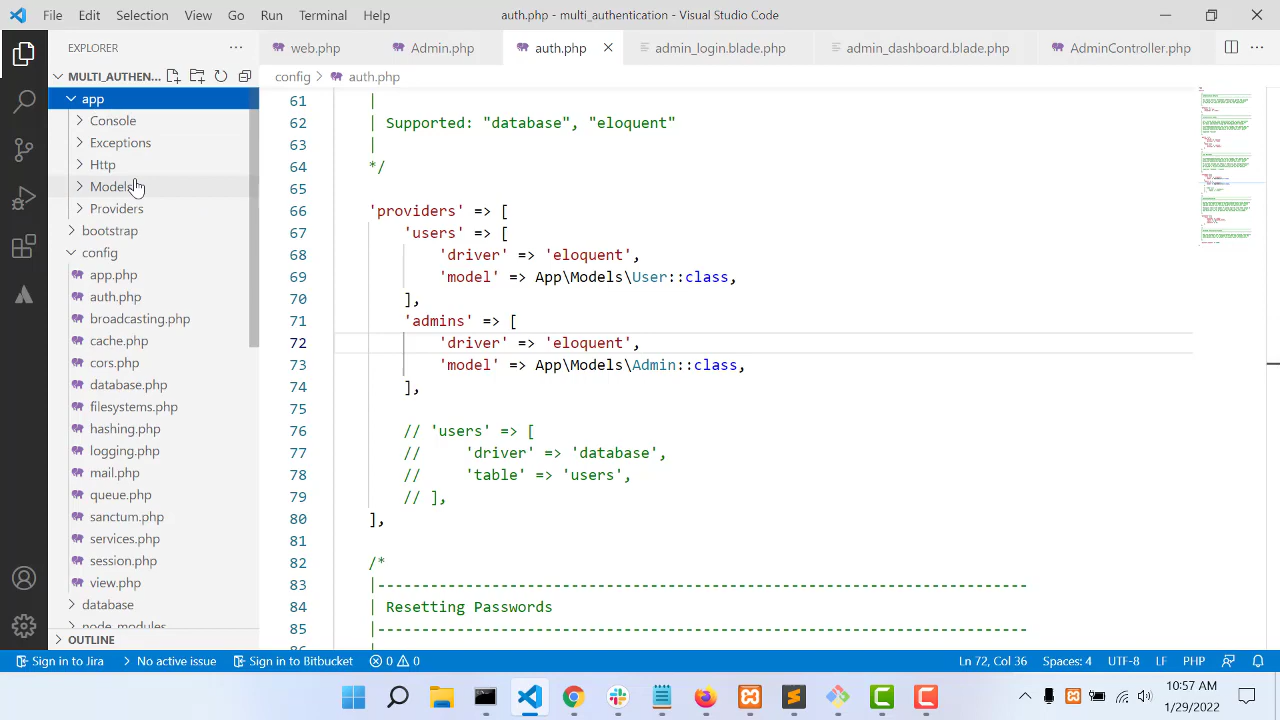 File Edit Selection View Go Run Terminal Help
auth.php - multi_authentication - Visual Studio Code
EXPLORER
web.php Admin.php auth.php admin_login.blade.php admin_dashboard.blade.php AdminController.php
MULTI_AUTHEN...
config > auth.php
app
Console
Exceptions
Http
Models
Providers
bootstrap
config
app.php
auth.php
broadcasting.php
cache.php
cors.php
database.php
filesystems.php
hashing.php
logging.php
mail.php
queue.php
sanctum.php
services.php
session.php
view.php
database
node_modules
OUTLINE
61 |
62 | Supported: "database", "eloquent"
63 |
64 */
65
66 'providers' => [
67 'users' => [
68 'driver' => 'eloquent',
69 'model' => App\Models\User::class,
70 ],
71 'admins' => [
72 'driver' => 'eloquent',
73 'model' => App\Models\Admin::class,
74 ],
75
76 // 'users' => [
77 // 'driver' => 'database',
78 // 'table' => 'users',
79 // ],
80 ],
81
82 /*
83 |--------------------------------------------------------------------------
84 | Resetting Passwords
85 |--------------------------------------------------------------------------
86 |
Sign in to Jira No active issue Sign in to Bitbucket 0 0 Ln 72, Col 36 Spaces: 4 UTF-8 LF PHP
10:57 AM
1/29/2022